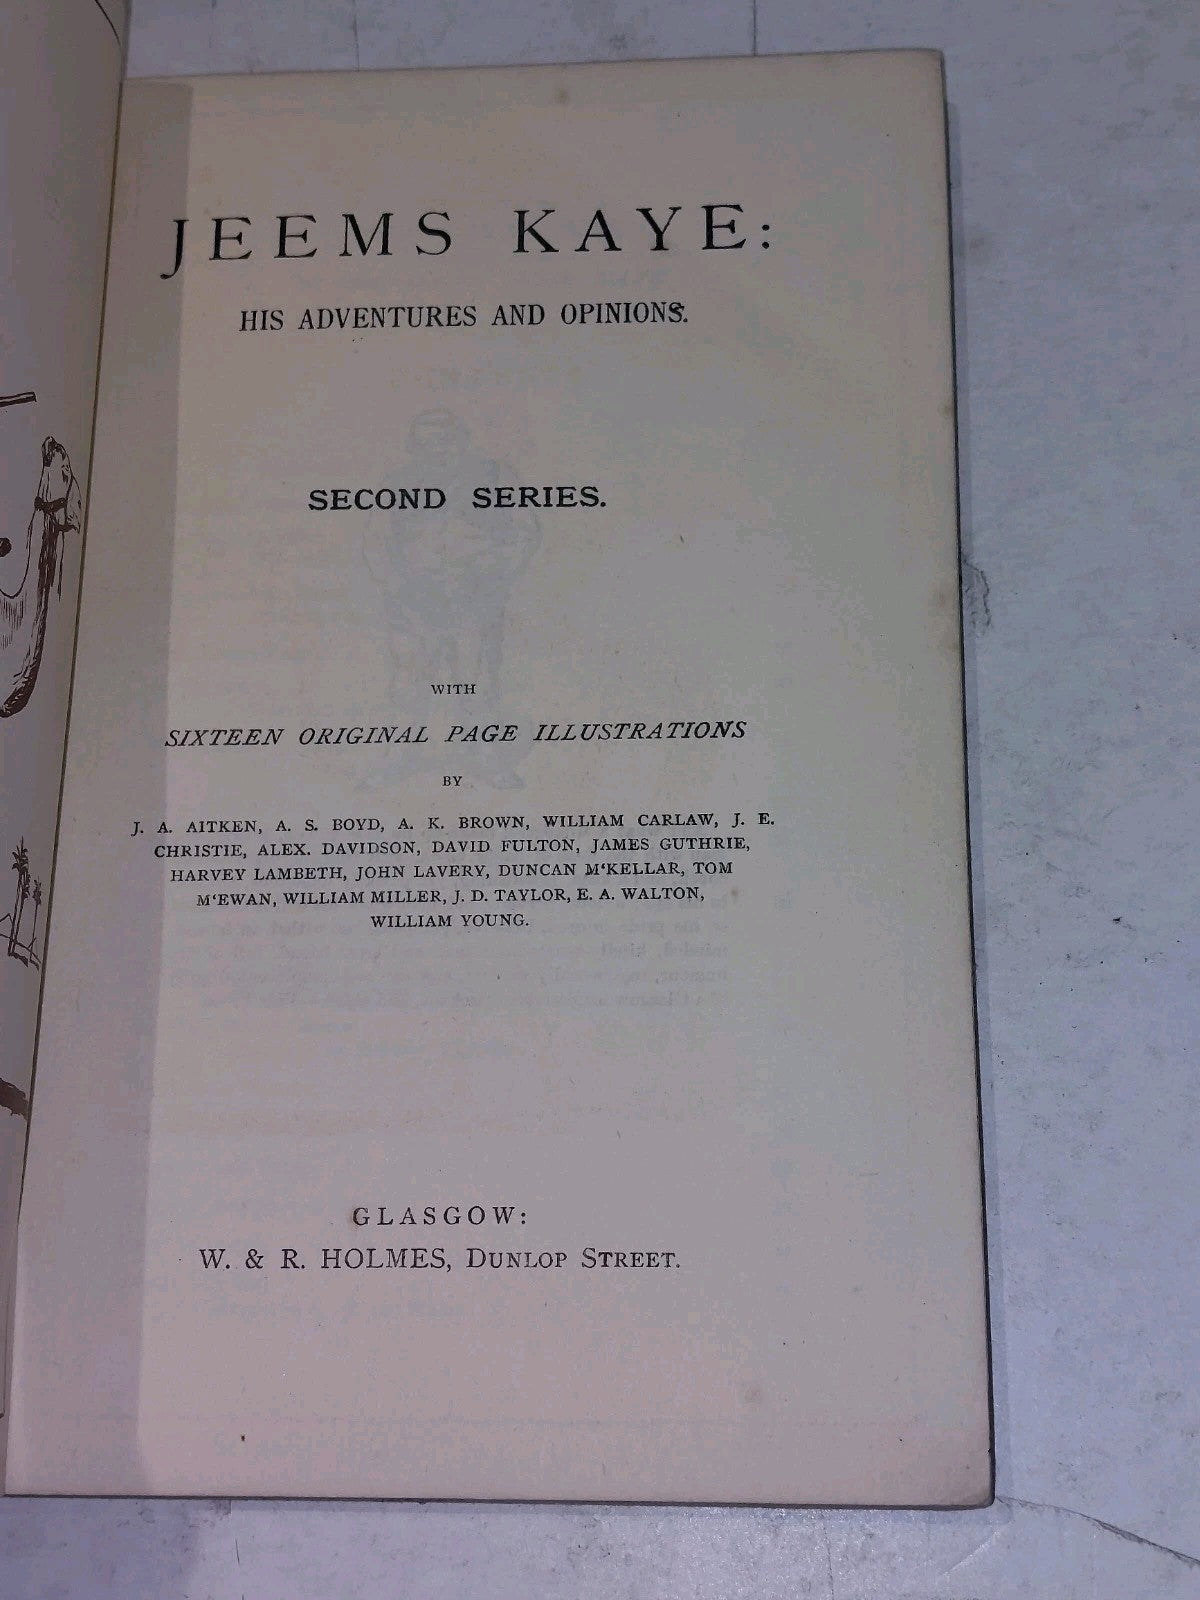 JEEMS KAYE:
HIS ADVENTURES AND OPINIONS.
SECOND SERIES.
WITH
SIXTEEN ORIGINAL PAGE ILLUSTRATIONS
BY
J. A. AITKEN, A. S. BOYD, A. K. BROWN, WILLIAM CARLAW, J. E.
CHRISTIE, ALEX. DAVIDSON, DAVID FULTON, JAMES GUTHRIE,
HARVEY LAMBETH, JOHN LAVERY, DUNCAN M‘KELLAR, TOM
M‘EWAN, WILLIAM MILLER, J. D. TAYLOR, E. A. WALTON,
WILLIAM YOUNG.
GLASGOW:
W. & R. HOLMES, DUNLOP STREET.